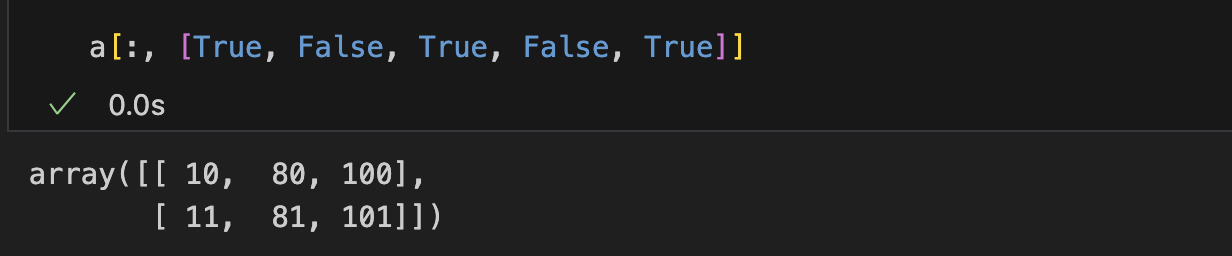 a[:, [True, False, True, False, True]]
✓ 0.0s
array([[ 10,  80, 100],
       [ 11,  81, 101]])